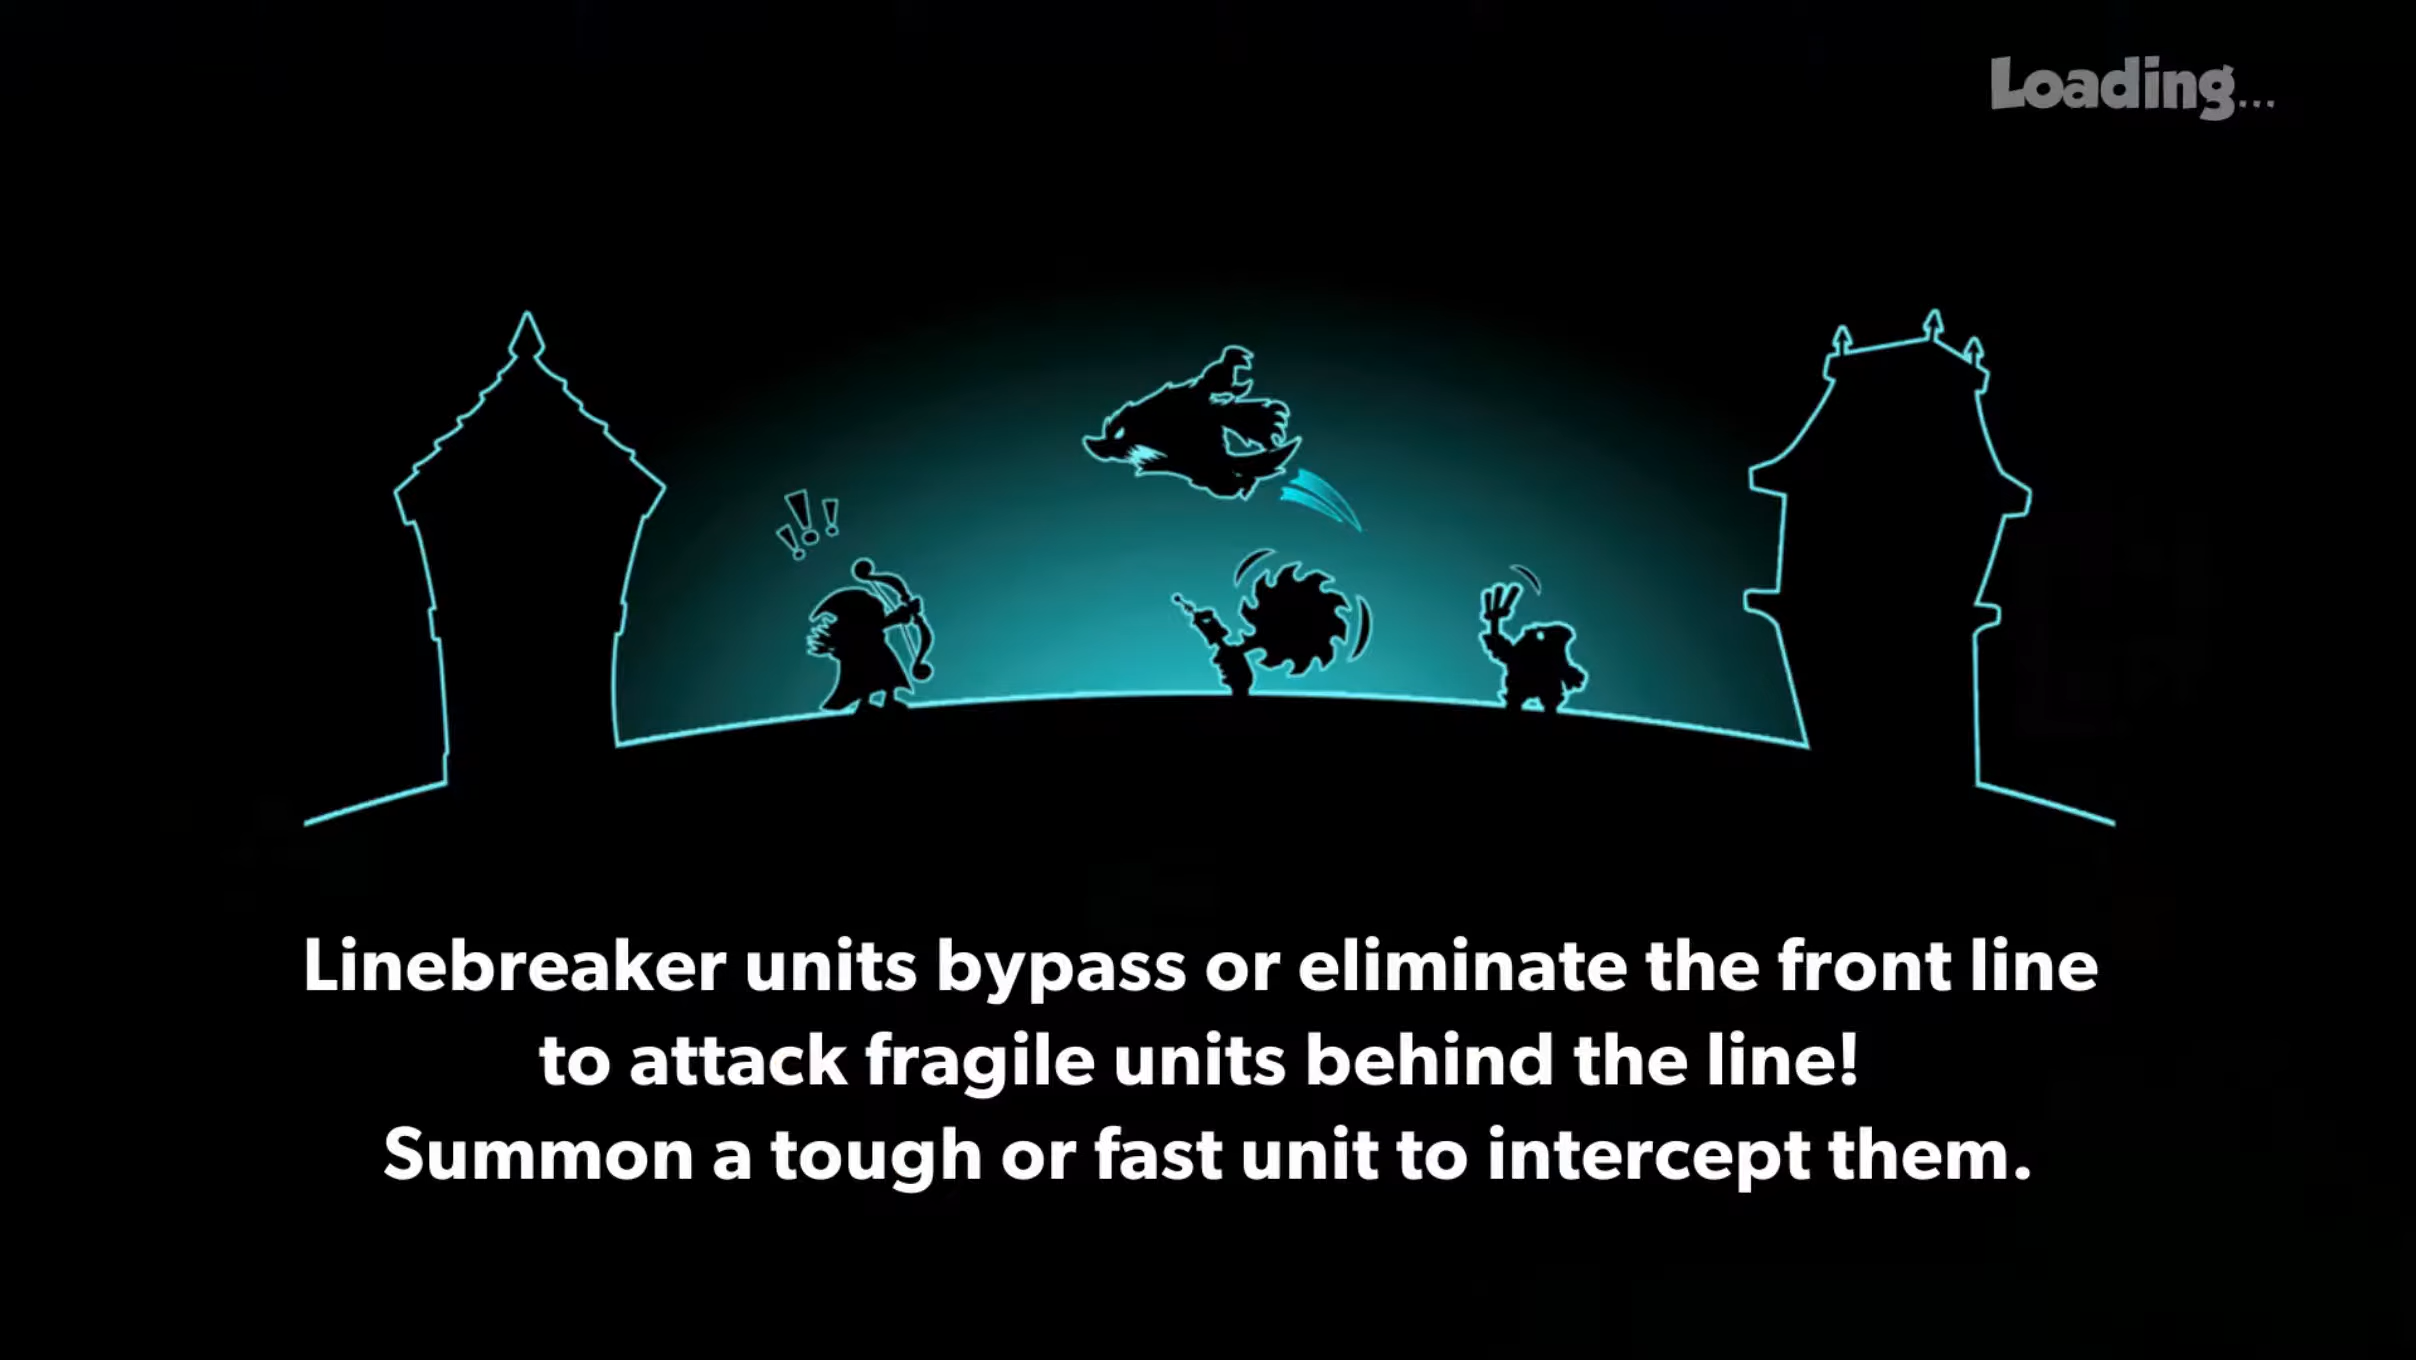 Loading...
!!!
Linebreaker units bypass or eliminate the front line
to attack fragile units behind the line!
Summon a tough or fast unit to intercept them.